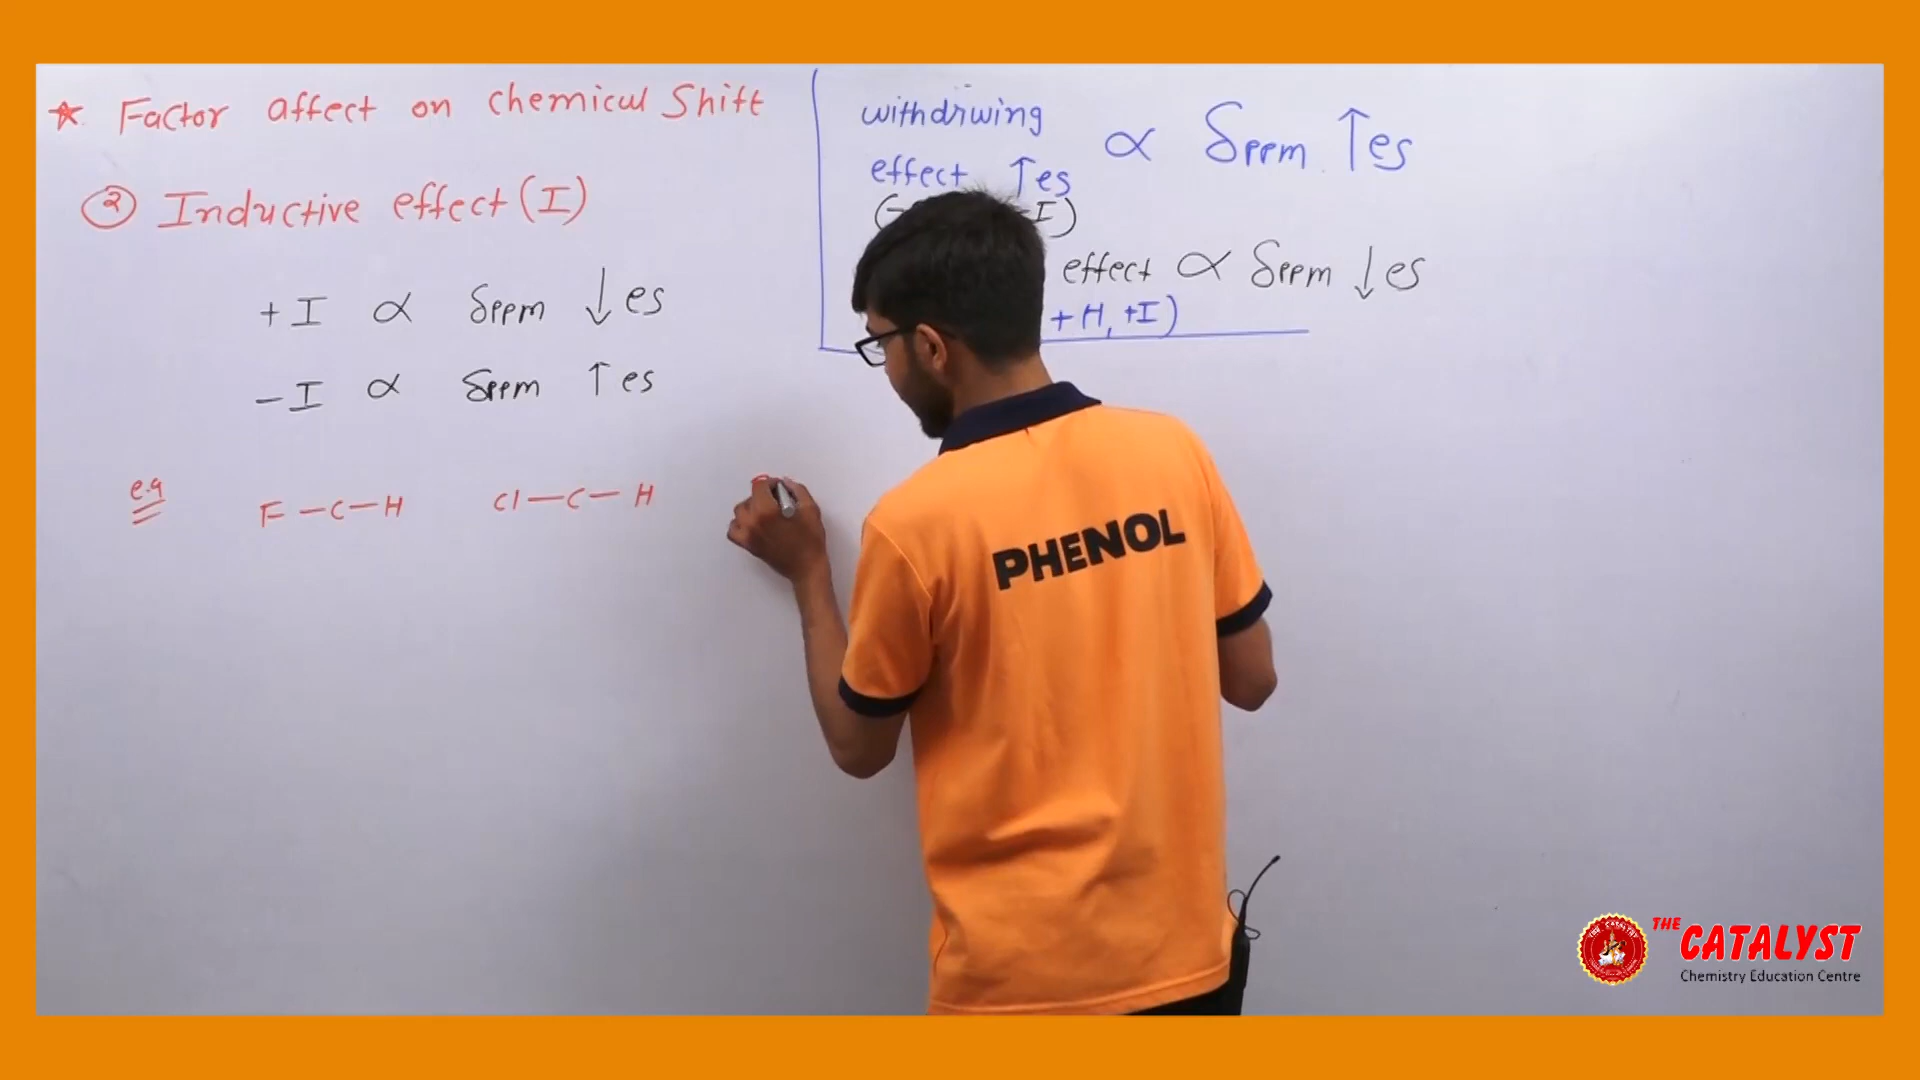 ★ Factor affect on chemical Shift
② Inductive effect (I)
+ I ∝ δppm ↓es
- I ∝ δppm ↑es
e.g F - C - H Cl - C - H
withdrwing
effect ↑es ∝ δppm ↑es
effect ∝ δppm ↓es
+H, +I)
PHENOL
THE CATALYST
Chemistry Education Centre